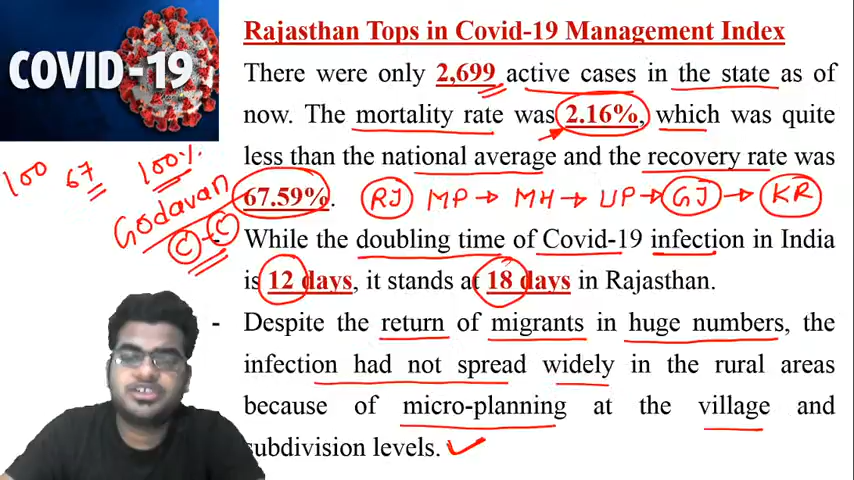 Rajasthan Tops in Covid-19 Management Index
COVID-19
There were only 2,699 active cases in the state as of
now. The mortality rate was 2.16%, which was quite
less than the national average and the recovery rate was
67.59%.
100 67 100%
Godavan
C - C
RJ MP → MH → UP → GJ → KR
While the doubling time of Covid-19 infection in India
is 12 days, it stands at 18 days in Rajasthan.
- Despite the return of migrants in huge numbers, the
infection had not spread widely in the rural areas
because of micro-planning at the village and
subdivision levels.